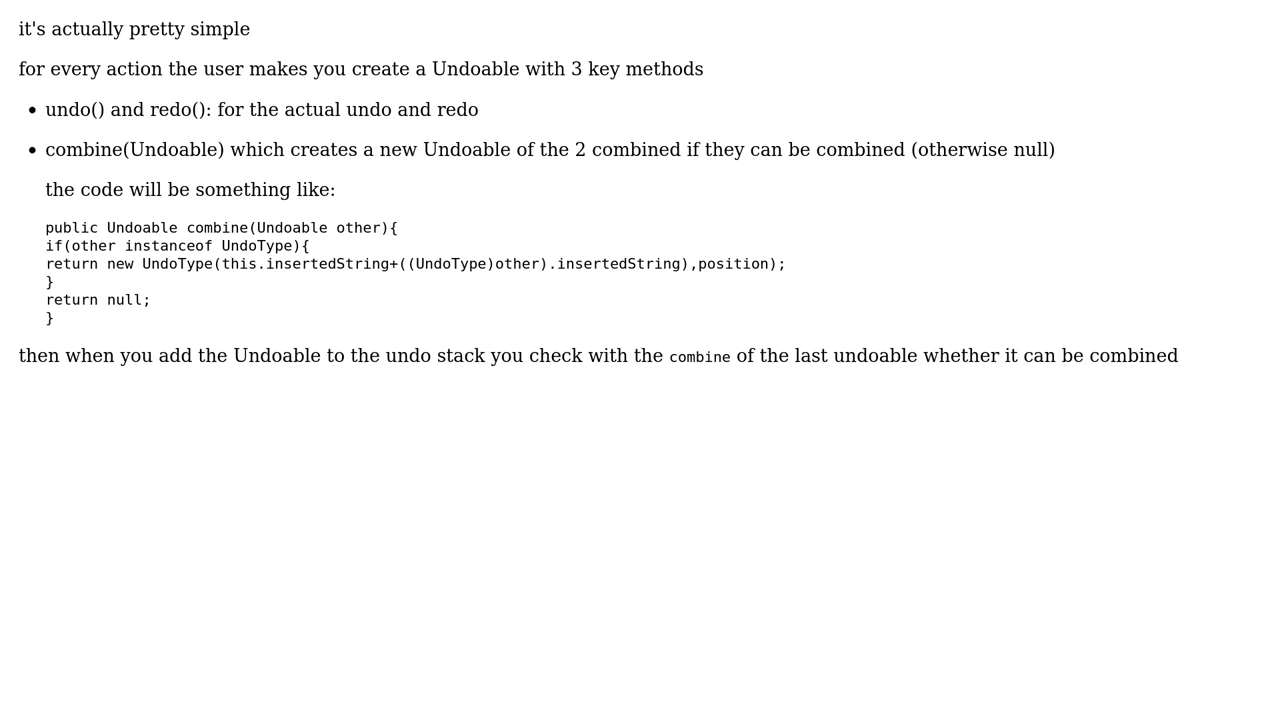 it's actually pretty simple
for every action the user makes you create a Undoable with 3 key methods
• undo() and redo(): for the actual undo and redo
• combine(Undoable) which creates a new Undoable of the 2 combined if they can be combined (otherwise null)
the code will be something like:
public Undoable combine(Undoable other){
if(other instanceof UndoType){
return new UndoType(this.insertedString+((UndoType)other).insertedString),position);
}
return null;
}
then when you add the Undoable to the undo stack you check with the combine of the last undoable whether it can be combined